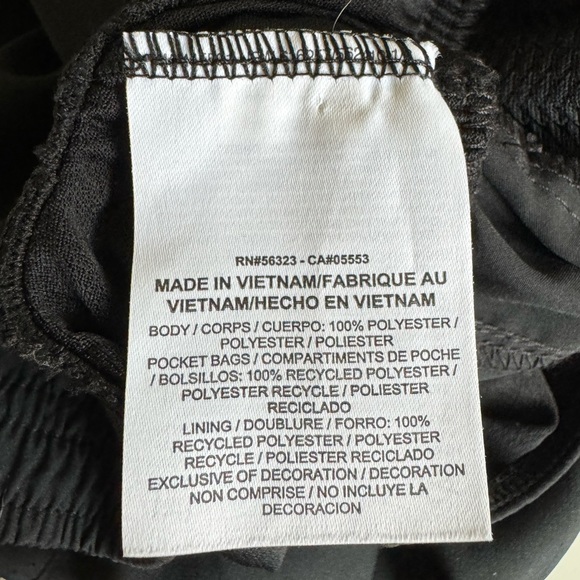 RN#56323 - CA#05553
MADE IN VIETNAM/FABRIQUE AU
VIETNAM/HECHO EN VIETNAM
BODY / CORPS / CUERPO: 100% POLYESTER /
POLYESTER / POLIESTER
POCKET BAGS / COMPARTIMENTS DE POCHE
/ BOLSILLOS: 100% RECYCLED POLYESTER /
POLYESTER RECYCLE / POLIESTER
RECICLADO
LINING / DOUBLURE / FORRO: 100%
RECYCLED POLYESTER / POLYESTER
RECYCLE / POLIESTER RECICLADO
EXCLUSIVE OF DECORATION / DECORATION
NON COMPRISE / NO INCLUYE LA
DECORACION